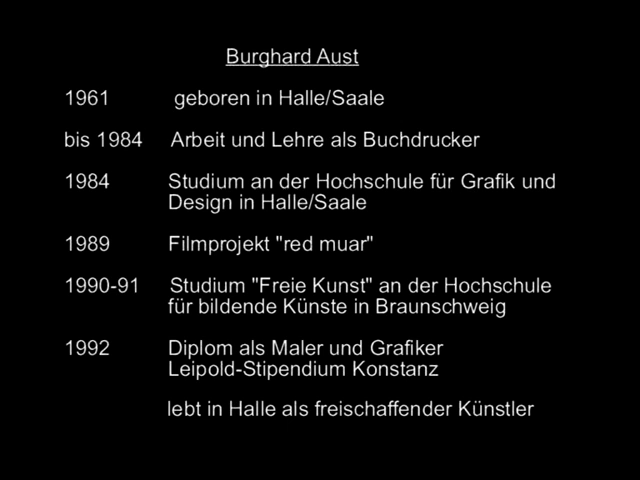 Burghard Aust
1961 geboren in Halle/Saale
bis 1984 Arbeit und Lehre als Buchdrucker
1984 Studium an der Hochschule für Grafik und
Design in Halle/Saale
1989 Filmprojekt "red muar"
1990-91 Studium "Freie Kunst" an der Hochschule
für bildende Künste in Braunschweig
1992 Diplom als Maler und Grafiker
Leipold-Stipendium Konstanz
lebt in Halle als freischaffender Künstler